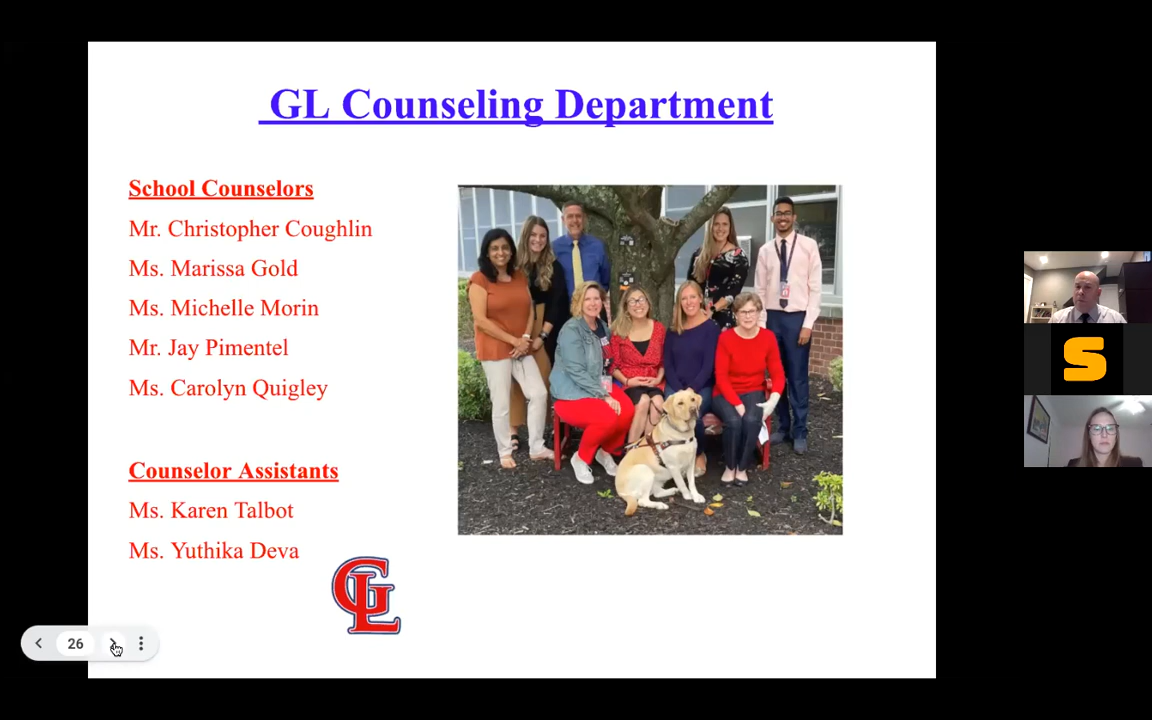 GL Counseling Department
School Counselors
Mr. Christopher Coughlin
Ms. Marissa Gold
Ms. Michelle Morin
Mr. Jay Pimentel
Ms. Carolyn Quigley
Counselor Assistants
Ms. Karen Talbot
Ms. Yuthika Deva
GL
26
S